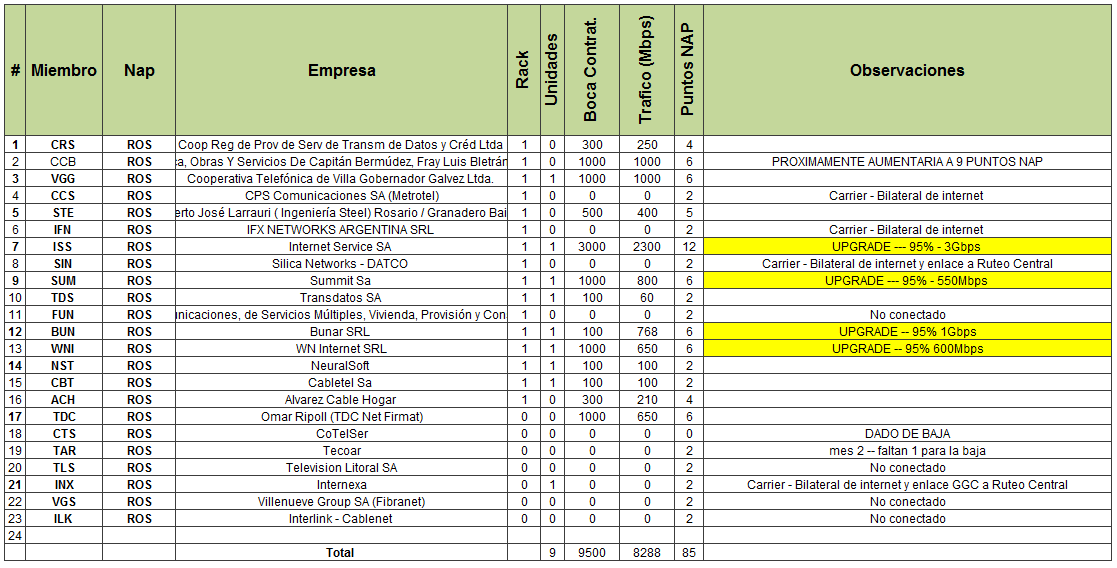 # Miembro Nap Empresa Rack Unidades Boca Contrat. Trafico (Mbps) Puntos NAP Observaciones
1 CRS ROS Coop Reg de Prov de Serv de Transm de Datos y Créd Ltda 1 0 300 250 4
2 CCB ROS ca, Obras Y Servicios De Capitán Bermúdez, Fray Luis Bletrán 1 0 1000 1000 6 PROXIMAMENTE AUMENTARIA A 9 PUNTOS NAP
3 VGG ROS Cooperativa Telefónica de Villa Gobernador Galvez Ltda. 1 1 1000 1000 6
4 CCS ROS CPS Comunicaciones SA (Metrotel) 1 0 0 0 2 Carrier - Bilateral de internet
5 STE ROS erto José Larrauri ( Ingeniería Steel) Rosario / Granadero Bai 1 0 500 400 5
6 IFN ROS IFX NETWORKS ARGENTINA SRL 1 0 0 0 2 Carrier - Bilateral de internet
7 ISS ROS Internet Service SA 1 1 3000 2300 12 UPGRADE --- 95% - 3Gbps
8 SIN ROS Silica Networks - DATCO 1 0 0 0 2 Carrier - Bilateral de internet y enlace a Ruteo Central
9 SUM ROS Summit Sa 1 1 1000 800 6 UPGRADE --- 95% - 550Mbps
10 TDS ROS Transdatos SA 1 1 100 60 2
11 FUN ROS unicaciones, de Servicios Múltiples, Vivienda, Provisión y Con 1 0 0 0 2 No conectado
12 BUN ROS Bunar SRL 1 1 100 768 6 UPGRADE -- 95% 1Gbps
13 WNI ROS WN Internet SRL 1 1 1000 650 6 UPGRADE -- 95% 600Mbps
14 NST ROS NeuralSoft 1 1 100 100 2
15 CBT ROS Cabletel Sa 1 1 100 100 2
16 ACH ROS Alvarez Cable Hogar 1 0 300 210 4
17 TDC ROS Omar Ripoll (TDC Net Firmat) 0 0 1000 650 6
18 CTS ROS CoTelSer 0 0 0 0 0 DADO DE BAJA
19 TAR ROS Tecoar 0 0 0 0 2 mes 2 -- faltan 1 para la baja
20 TLS ROS Television Litoral SA 0 0 0 0 2 No conectado
21 INX ROS Internexa 0 1 0 0 2 Carrier - Bilateral de internet y enlace GGC a Ruteo Central
22 VGS ROS Villenueve Group SA (Fibranet) 0 0 0 0 2 No conectado
23 ILK ROS Interlink - Cablenet 0 0 0 0 2 No conectado
24
Total 9 9500 8288 85